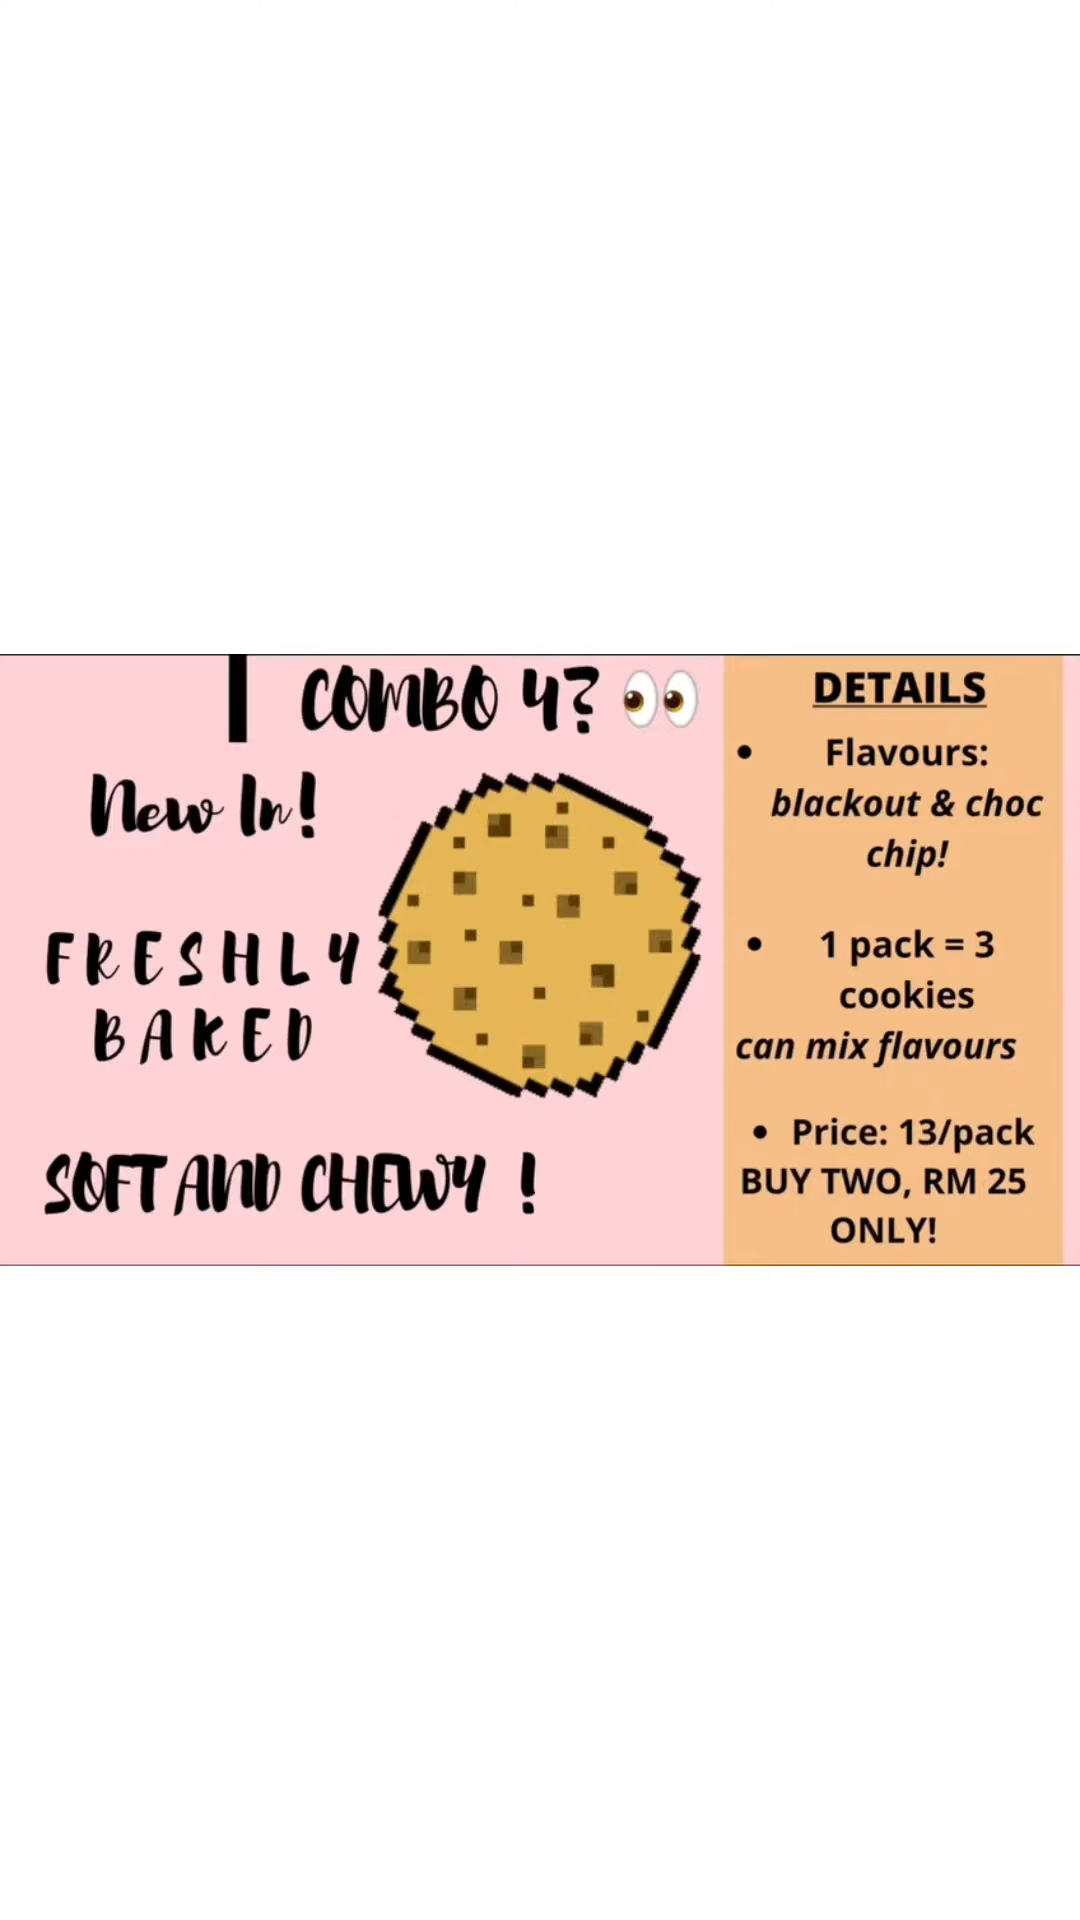 COMBO 4? 👀
New In!
FRESHLY
BAKED
SOFT AND CHEWY !
DETAILS
• Flavours:
blackout & choc
chip!
• 1 pack = 3
cookies
can mix flavours
• Price: 13/pack
BUY TWO, RM 25
ONLY!